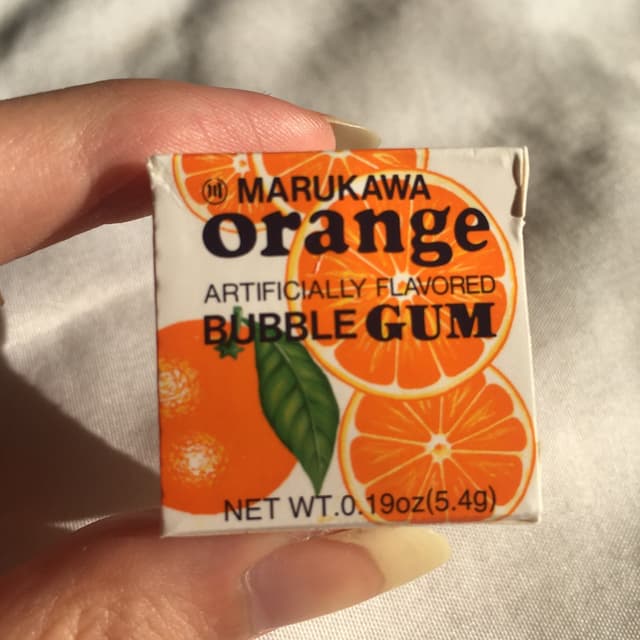 MARUKAWA
orange
ARTIFICIALLY FLAVORED
BUBBLE GUM
NET WT.0.19oz(5.4g)